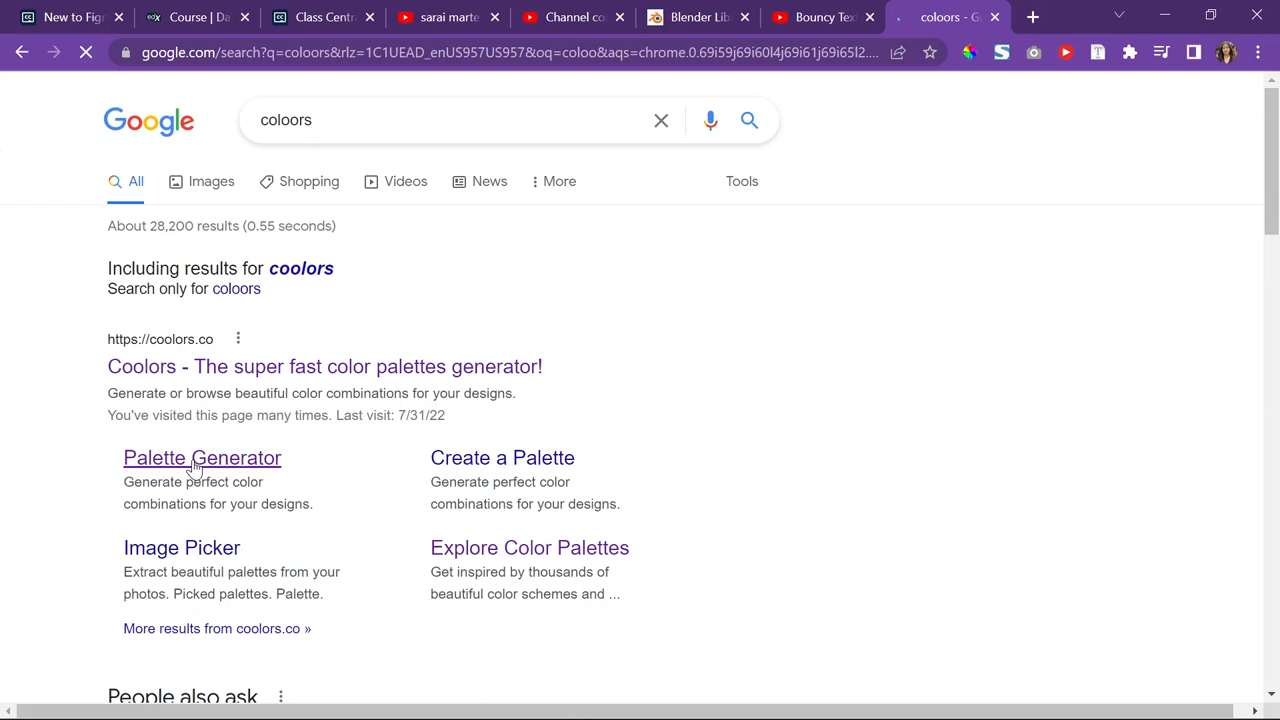 New to Figm
Course | Da
Class Centr
sarai marte
Channel co
Blender Lib
Bouncy Tex
coloors - G
google.com/search?q=coloors&rlz=1C1UEAD_enUS957US957&oq=coloo&aqs=chrome.0.69i59j69i60l4j69i61j69i65l2....
Google
coloors
All
Images
Shopping
Videos
News
More
Tools
About 28,200 results (0.55 seconds)
Including results for coolors
Search only for coloors
https://coolors.co
Coolors - The super fast color palettes generator!
Generate or browse beautiful color combinations for your designs.
You've visited this page many times. Last visit: 7/31/22
Palette Generator
Generate perfect color
combinations for your designs.
Create a Palette
Generate perfect color
combinations for your designs.
Image Picker
Extract beautiful palettes from your
photos. Picked palettes. Palette.
Explore Color Palettes
Get inspired by thousands of
beautiful color schemes and ...
More results from coolors.co »
People also ask